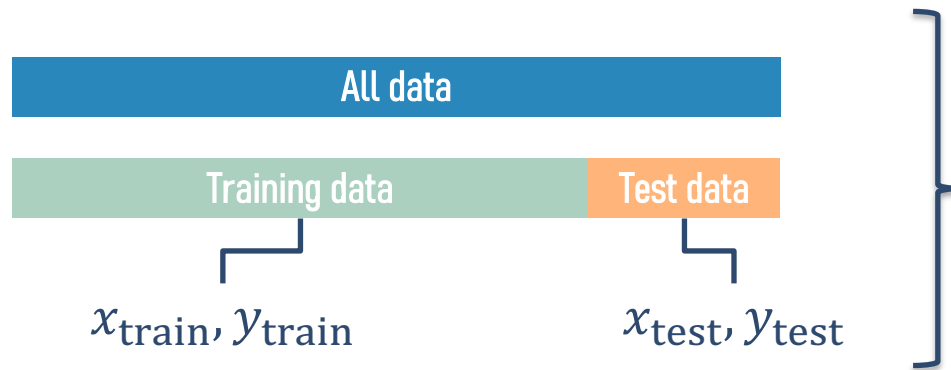 All data
Training data Test data
x_train, y_train x_test, y_test